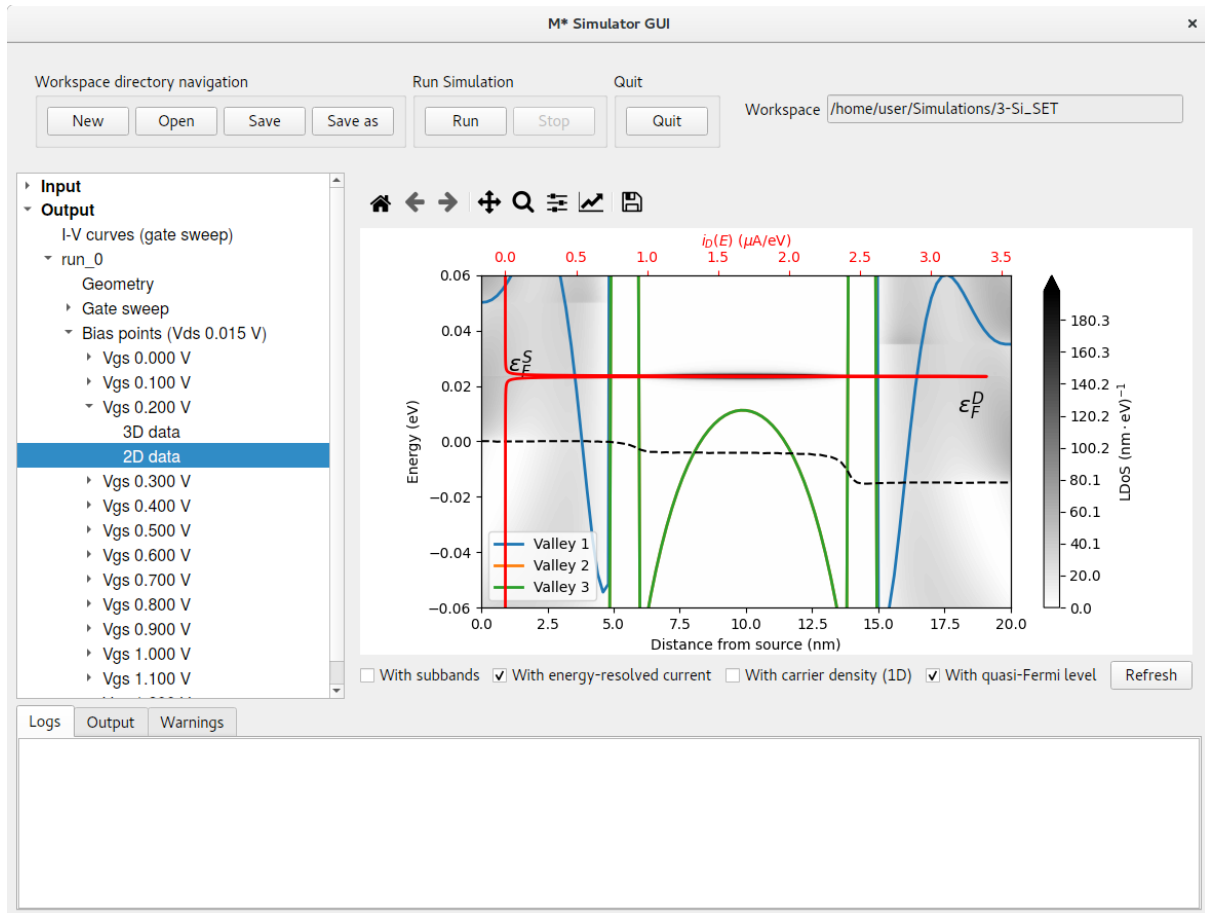 M* Simulator GUI
×
Workspace directory navigation
Run Simulation
Quit
New
Open
Save
Save as
Run
Stop
Quit
Workspace
/home/user/Simulations/3-Si_SET
Input
Output
I-V curves (gate sweep)
run_0
Geometry
Gate sweep
Bias points (Vds 0.015 V)
Vgs 0.000 V
Vgs 0.100 V
Vgs 0.200 V
3D data
2D data
Vgs 0.300 V
Vgs 0.400 V
Vgs 0.500 V
Vgs 0.600 V
Vgs 0.700 V
Vgs 0.800 V
Vgs 0.900 V
Vgs 1.000 V
Vgs 1.100 V
i_D(E) (μA/eV)
0.0 0.5 1.0 1.5 2.0 2.5 3.0 3.5
0.06
0.04
0.02
0.00
−0.02
−0.04
−0.06
Energy (eV)
ε_F^S
ε_F^D
Valley 1
Valley 2
Valley 3
0.0 2.5 5.0 7.5 10.0 12.5 15.0 17.5 20.0
Distance from source (nm)
180.3
160.3
140.2
120.2
100.2
80.1
60.1
40.1
20.0
0.0
LDoS (nm · eV)⁻¹
With subbands
With energy-resolved current
With carrier density (1D)
With quasi-Fermi level
Refresh
Logs
Output
Warnings